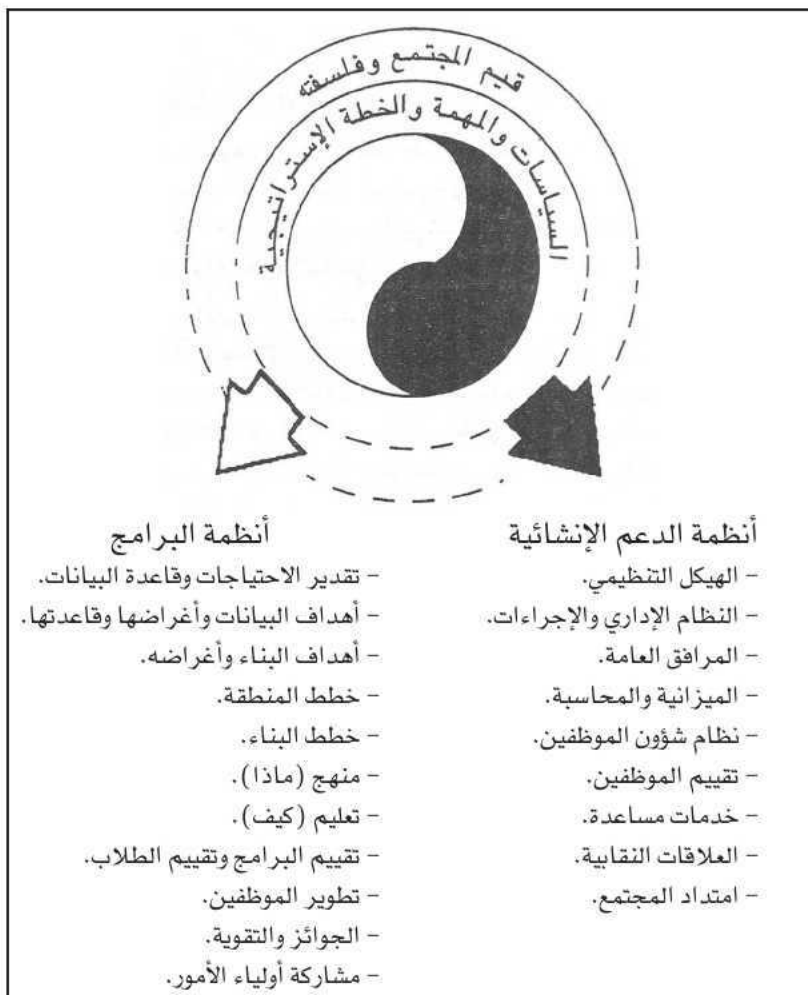 قيم المجتمع وفلسفته
السياسات والمهمة والخطة الإستراتيجية
أنظمة الدعم الإنشائية
- الهيكل التنظيمي.
- النظام الإداري والإجراءات.
- المرافق العامة.
- الميزانية والمحاسبة.
- نظام شؤون الموظفين.
- تقييم الموظفين.
- خدمات مساعدة.
- العلاقات النقابية.
- امتداد المجتمع.
أنظمة البرامج
- تقدير الاحتياجات وقاعدة البيانات.
- أهداف البيانات وأغراضها وقاعدتها.
- أهداف البناء وأغراضه.
- خطط المنطقة.
- خطط البناء.
- منهج (ماذا).
- تعليم (كيف).
- تقييم البرامج وتقييم الطلاب.
- تطوير الموظفين.
- الجوائز والتقوية.
- مشاركة أولياء الأمور.